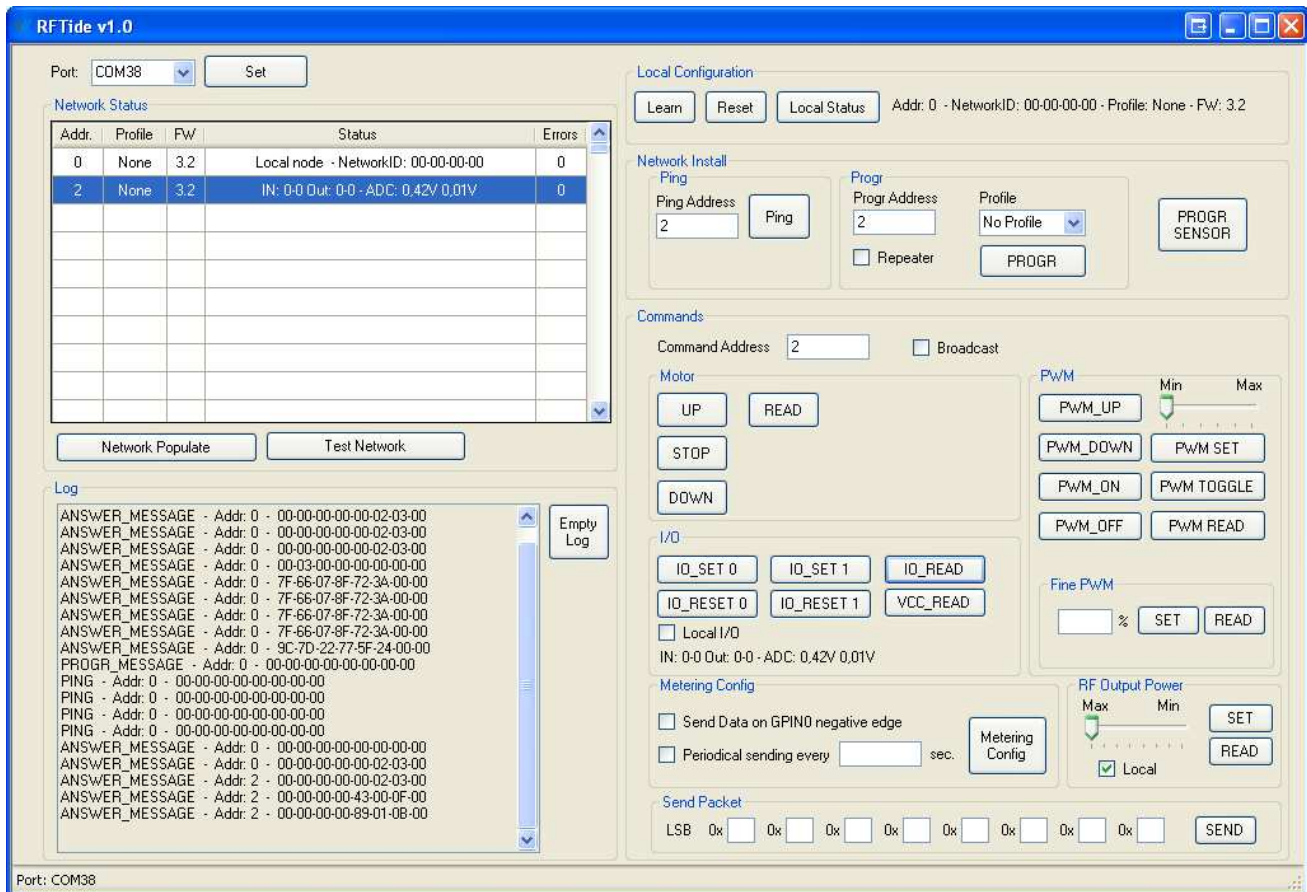 RFTide v1.0
Port: COM38 Set
Network Status
Addr. Profile FW Status Errors
0 None 3.2 Local node - NetworkID: 00-00-00-00 0
2 None 3.2 IN: 0-0 Out: 0-0 - ADC: 0,42V 0,01V 0
Network Populate Test Network
Log
ANSWER_MESSAGE - Addr: 0 - 00-00-00-00-00-02-03-00
ANSWER_MESSAGE - Addr: 0 - 00-00-00-00-00-02-03-00
ANSWER_MESSAGE - Addr: 0 - 00-00-00-00-00-02-03-00
ANSWER_MESSAGE - Addr: 0 - 00-03-00-00-00-00-00-00
ANSWER_MESSAGE - Addr: 0 - 7F-66-07-8F-72-3A-00-00
ANSWER_MESSAGE - Addr: 0 - 7F-66-07-8F-72-3A-00-00
ANSWER_MESSAGE - Addr: 0 - 7F-66-07-8F-72-3A-00-00
ANSWER_MESSAGE - Addr: 0 - 7F-66-07-8F-72-3A-00-00
ANSWER_MESSAGE - Addr: 0 - 9C-7D-22-77-5F-24-00-00
PROGR_MESSAGE - Addr: 0 - 00-00-00-00-00-00-00-00
PING - Addr: 0 - 00-00-00-00-00-00-00-00
PING - Addr: 0 - 00-00-00-00-00-00-00-00
PING - Addr: 0 - 00-00-00-00-00-00-00-00
PING - Addr: 0 - 00-00-00-00-00-00-00-00
ANSWER_MESSAGE - Addr: 0 - 00-00-00-00-00-00-00-00
ANSWER_MESSAGE - Addr: 2 - 00-00-00-00-00-02-03-00
ANSWER_MESSAGE - Addr: 2 - 00-00-00-00-43-00-0F-00
ANSWER_MESSAGE - Addr: 2 - 00-00-00-00-89-01-0B-00
Empty
Log
Local Configuration
Learn Reset Local Status Addr: 0 - NetworkID: 00-00-00-00 - Profile: None - FW: 3.2
Network Install
Ping
Ping Address
2 Ping
Progr
Progr Address Profile
2 No Profile
Repeater PROGR
PROGR
SENSOR
Commands
Command Address 2 Broadcast
Motor
UP READ
STOP
DOWN
PWM
Min Max
PWM_UP
PWM_DOWN PWM SET
PWM_ON PWM TOGGLE
PWM_OFF PWM READ
I/O
IO_SET 0 IO_SET 1 IO_READ
IO_RESET 0 IO_RESET 1 VCC_READ
Local I/O
IN: 0-0 Out: 0-0 - ADC: 0,42V 0,01V
Fine PWM
% SET READ
Metering Config
Send Data on GPIN0 negative edge
Periodical sending every sec.
Metering
Config
RF Output Power
Max Min
SET
READ
Local
Send Packet
LSB 0x 0x 0x 0x 0x 0x 0x 0x SEND
Port: COM38